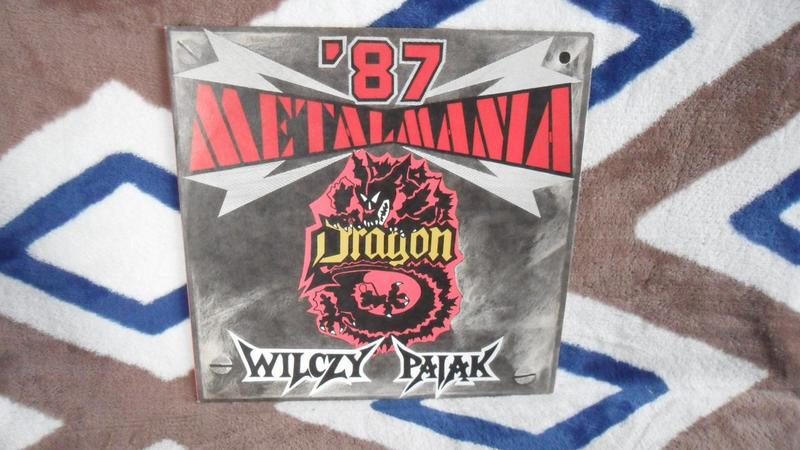 '87
METALMANIA
Dragon
WILCZY PAJAK